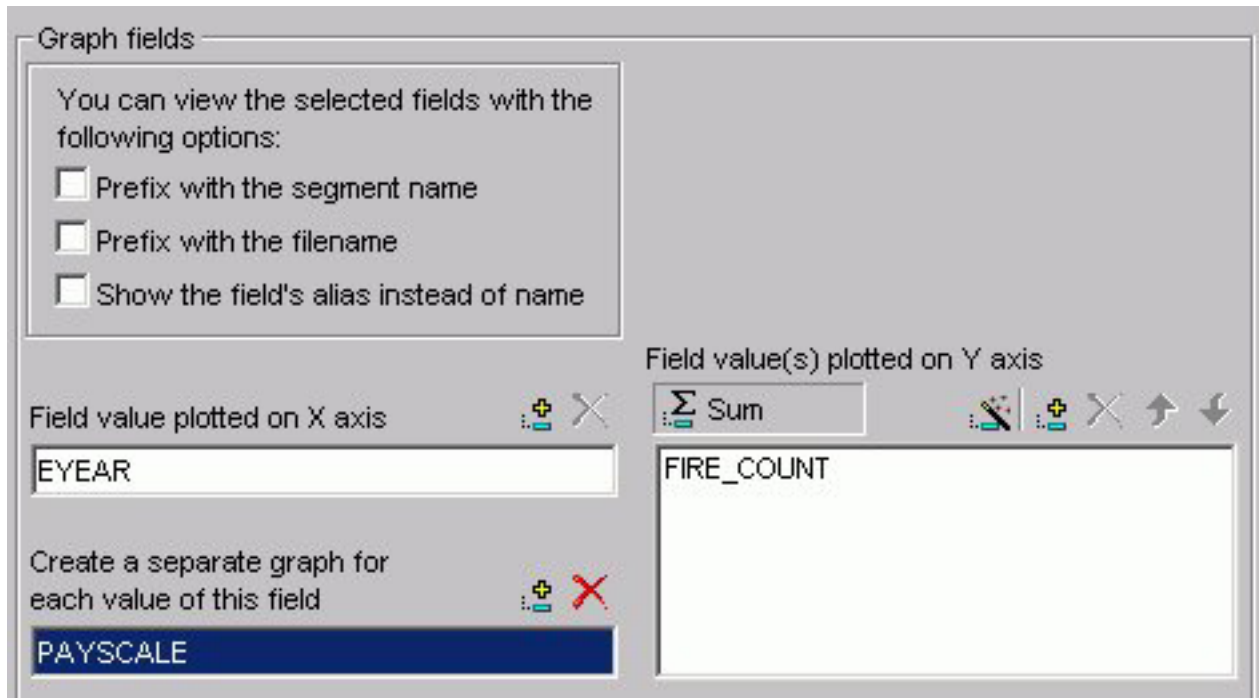 Graph fields
You can view the selected fields with the
following options:
Prefix with the segment name
Prefix with the filename
Show the field's alias instead of name
Field value plotted on X axis
EYEAR
Create a separate graph for
each value of this field
PAYSCALE
Field value(s) plotted on Y axis
Σ Sum
FIRE_COUNT